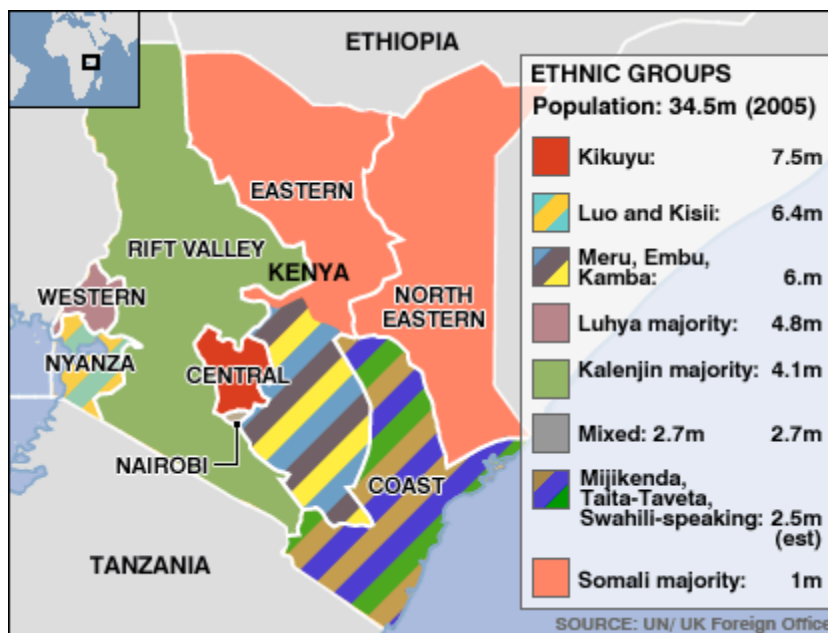 ETHIOPIA
EASTERN
RIFT VALLEY
KENYA
WESTERN
NORTH
EASTERN
NYANZA
CENTRAL
NAIROBI
COAST
TANZANIA
ETHNIC GROUPS
Population: 34.5m (2005)
Kikuyu: 7.5m
Luo and Kisii: 6.4m
Meru, Embu,
Kamba: 6.m
Luhya majority: 4.8m
Kalenjin majority: 4.1m
Mixed: 2.7m 2.7m
Mijikenda,
Taita-Taveta,
Swahili-speaking: 2.5m
(est)
Somali majority: 1m
SOURCE: UN/ UK Foreign Office